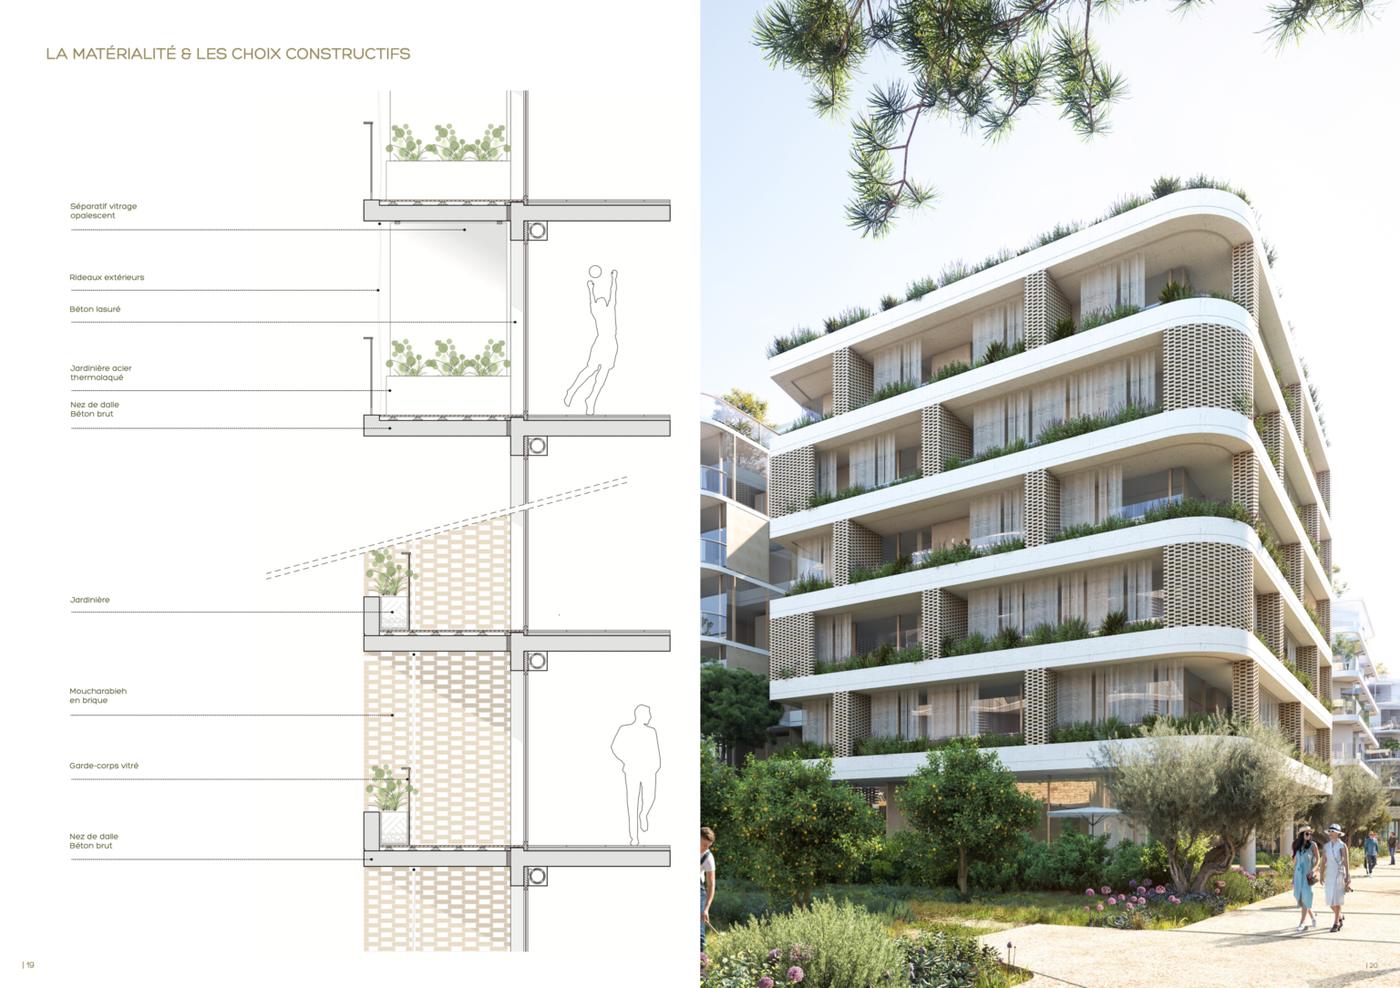 LA MATÉRIALITÉ & LES CHOIX CONSTRUCTIFS
Séparatif vitrage
opalescent
Rideaux extérieurs
Béton lasuré
Jardinière acier
thermolaqué
Nez de dalle
Béton brut
Jardinière
Moucharabieh
en brique
Garde-corps vitré
Nez de dalle
Béton brut
| 19
| 20